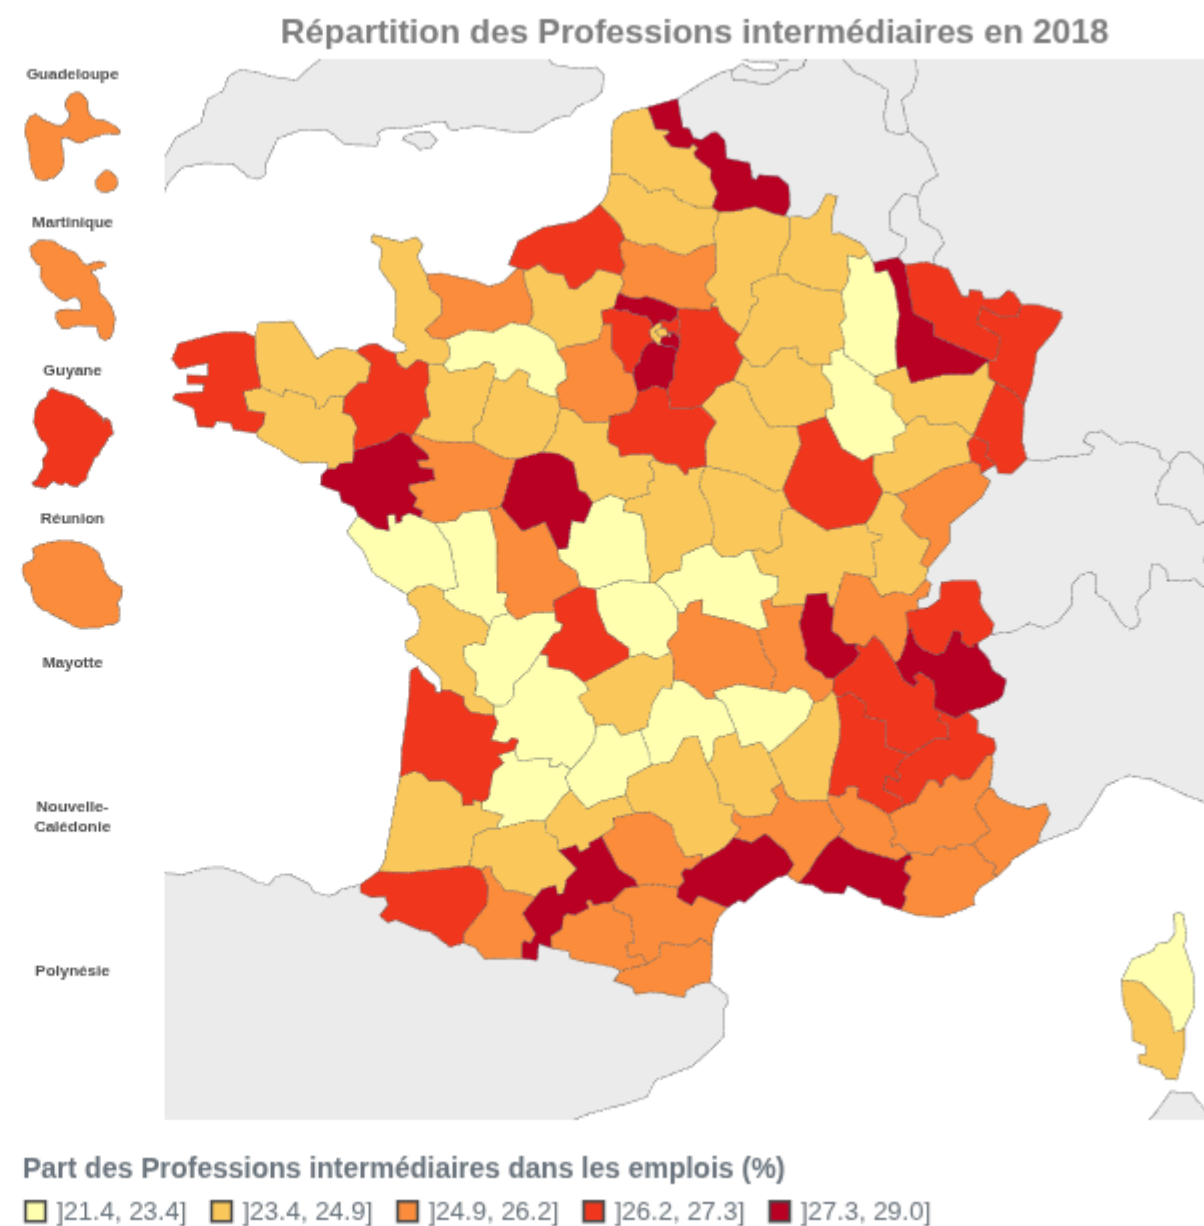 Répartition des Professions intermédiaires en 2018
Guadeloupe
Martinique
Guyane
Réunion
Mayotte
Nouvelle-
Calédonie
Polynésie
Part des Professions intermédiaires dans les emplois (%)
]21.4, 23.4] ]23.4, 24.9] ]24.9, 26.2] ]26.2, 27.3] ]27.3, 29.0]